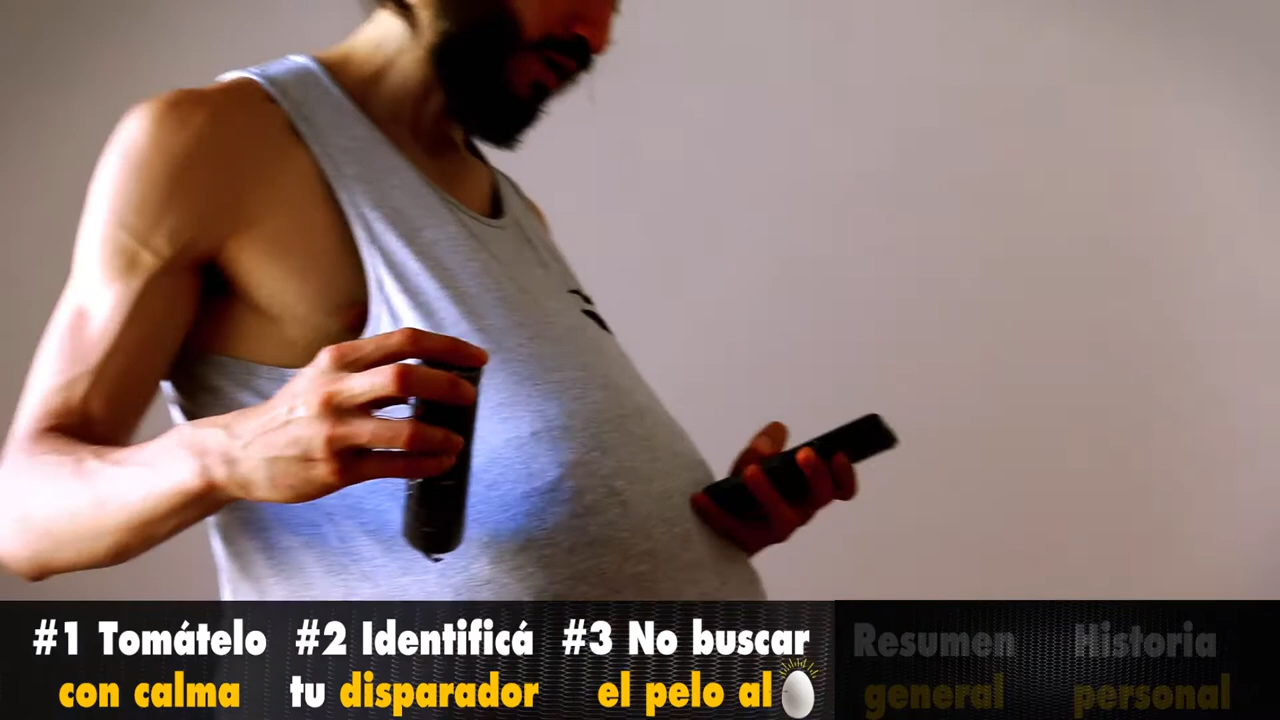 #1 Tomátelo
con calma
#2 Identificá
tu disparador
#3 No buscar
el pelo al
Resumen
general
Historia
personal